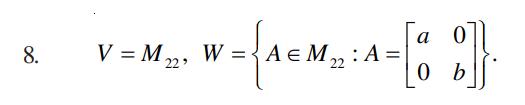 8. V = M₂₂, W = { A ∈ M₂₂ : A = [ a 0 ; 0 b ] }.